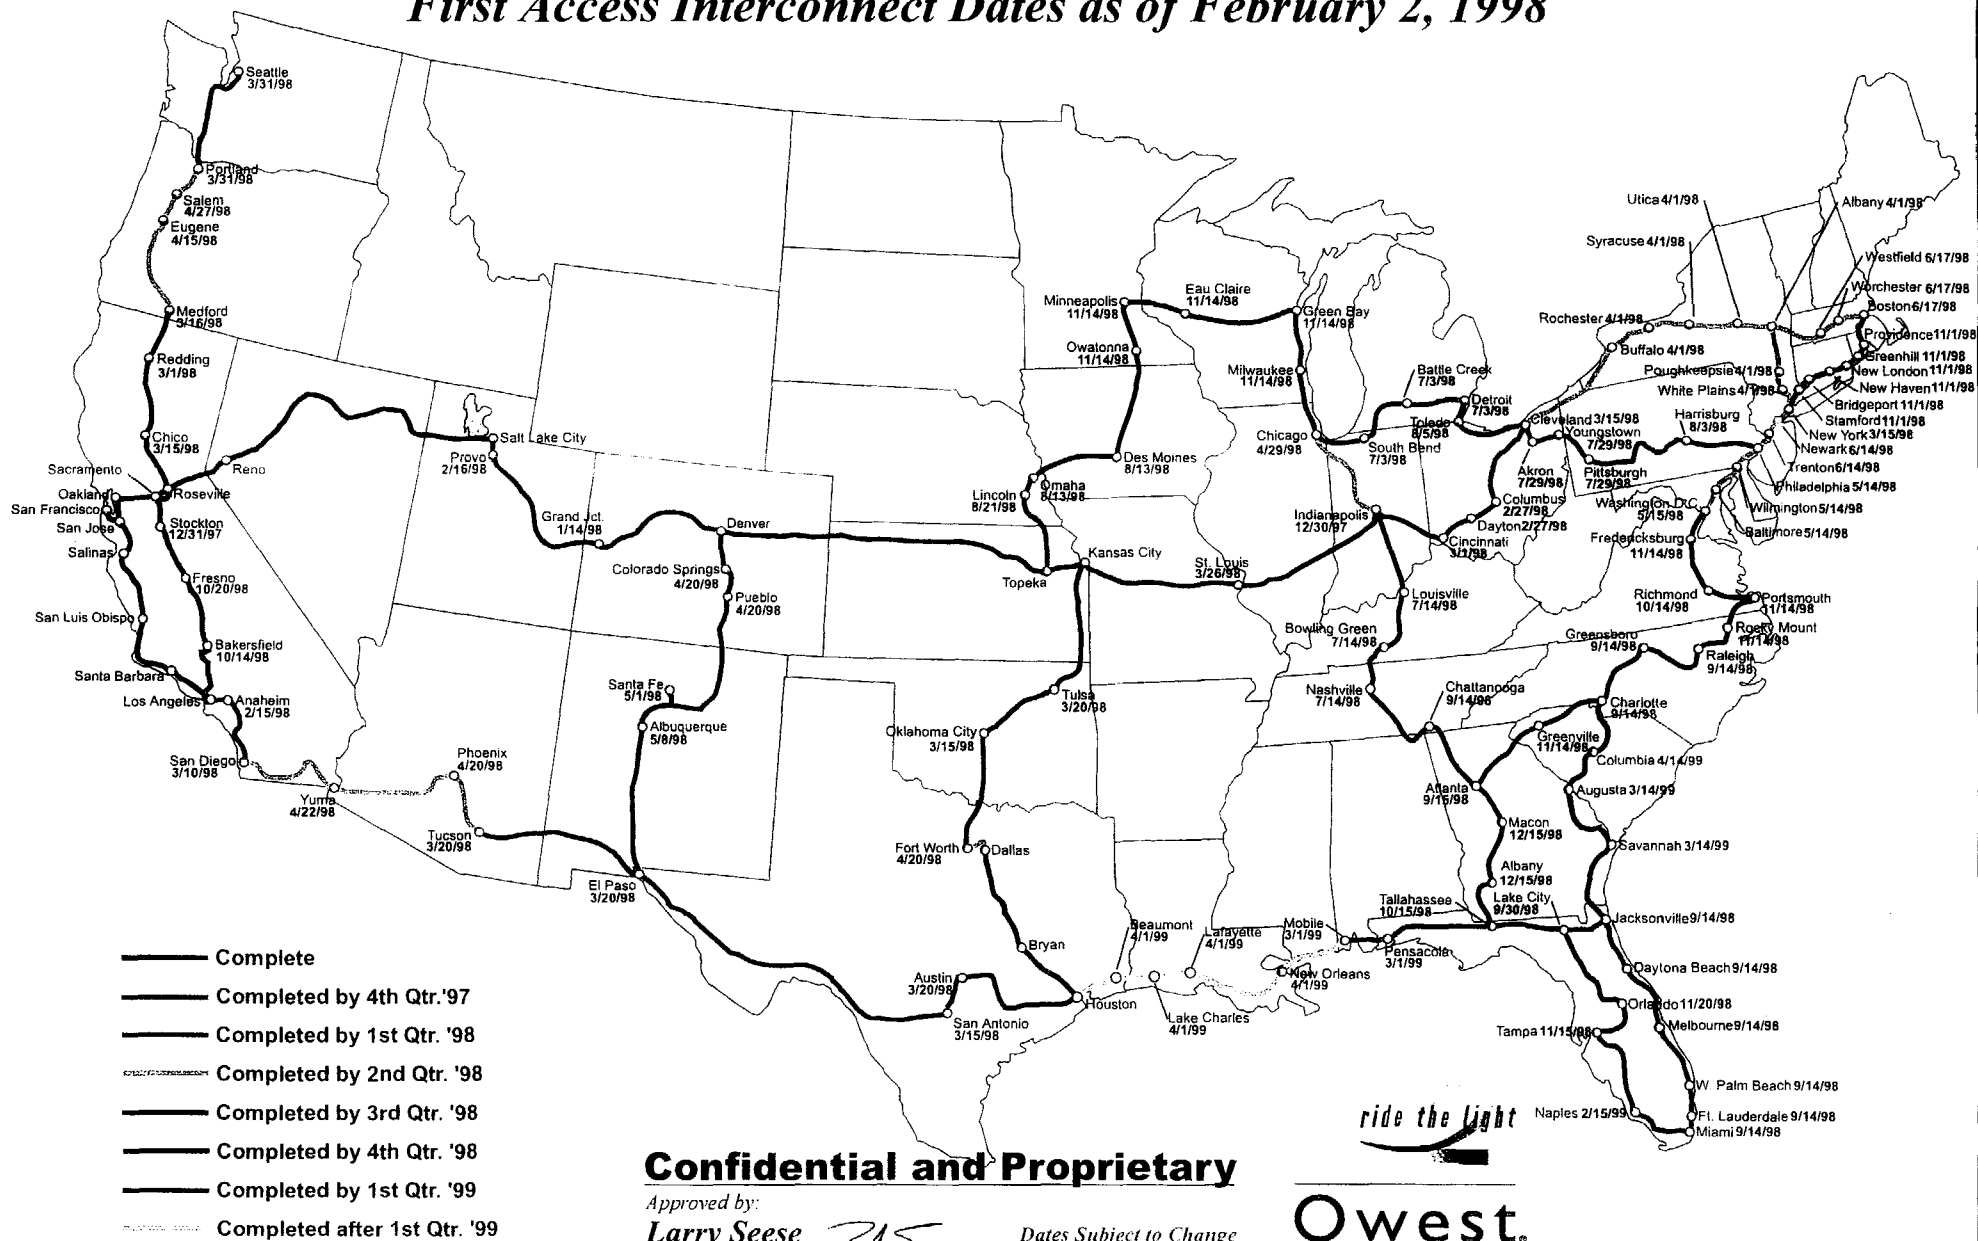 First Access Interconnect Dates as of February 2, 1998
Seattle
3/31/98
Portland
3/31/98
Salem
4/27/98
Eugene
4/15/98
Medford
3/16/98
Redding
3/1/98
Chico
3/15/98
Sacramento
Oakland
Roseville
San Francisco
San Jose
Reno
Stockton
12/31/97
Salinas
Fresno
10/20/98
San Luis Obispo
Bakersfield
10/14/98
Santa Barbara
Los Angeles
Anaheim
2/15/98
San Diego
3/10/98
Yuma
4/22/98
Phoenix
4/20/98
Tucson
3/20/98
El Paso
3/20/98
Salt Lake City
Provo
2/16/98
Grand Jct.
1/14/98
Denver
Colorado Springs
4/20/98
Pueblo
4/20/98
Santa Fe
5/1/98
Albuquerque
5/8/98
Minneapolis
11/14/98
Eau Claire
11/14/98
Green Bay
11/14/98
Owatonna
11/14/98
Milwaukee
11/14/98
Chicago
4/29/98
Des Moines
8/13/98
Omaha
8/13/98
Lincoln
8/21/98
Topeka
Kansas City
St. Louis
3/26/98
Indianapolis
12/30/97
Tulsa
3/20/98
Oklahoma City
3/15/98
Fort Worth
4/20/98
Dallas
Bryan
Austin
3/20/98
San Antonio
3/15/98
Houston
Beaumont
4/1/99
Lake Charles
4/1/99
Lafayette
4/1/99
New Orleans
4/1/99
Mobile
3/1/99
Pensacola
3/1/99
Tallahassee
10/15/98
Lake City
9/30/98
Albany
12/15/98
Macon
12/15/98
Atlanta
9/15/98
Chattanooga
9/14/98
Nashville
7/14/98
Bowling Green
7/14/98
Louisville
7/14/98
Cincinnati
3/1/98
Dayton 2/27/98
Columbus
2/27/98
Akron
7/29/98
Cleveland 3/15/98
Youngstown
7/29/98
Pittsburgh
7/29/98
Harrisburg
8/3/98
Battle Creek
7/3/98
Detroit
7/3/98
Toledo
8/5/98
South Bend
7/3/98
Utica 4/1/98
Albany 4/1/98
Syracuse 4/1/98
Rochester 4/1/98
Buffalo 4/1/98
Poughkeepsie 4/1/98
White Plains 4/1/98
Westfield 6/17/98
Worchester 6/17/98
Boston 6/17/98
Providence 11/1/98
Greenhill 11/1/98
New London 11/1/98
New Haven 11/1/98
Bridgeport 11/1/98
Stamford 11/1/98
New York 3/15/98
Newark 6/14/98
Trenton 6/14/98
Philadelphia 5/14/98
Wilmington 5/14/98
Baltimore 5/14/98
Washington D.C.
5/15/98
Fredericksburg
11/14/98
Richmond
10/14/98
Portsmouth
11/14/98
Rocky Mount
11/14/98
Raleigh
9/14/98
Greensboro
9/14/98
Charlotte
9/14/98
Greenville
11/14/98
Columbia 4/14/99
Augusta 3/14/99
Savannah 3/14/99
Jacksonville 9/14/98
Daytona Beach 9/14/98
Orlando 11/20/98
Melbourne 9/14/98
Tampa 11/15/98
W. Palm Beach 9/14/98
Ft. Lauderdale 9/14/98
Miami 9/14/98
Naples 2/15/99
Complete
Completed by 4th Qtr.'97
Completed by 1st Qtr. '98
Completed by 2nd Qtr. '98
Completed by 3rd Qtr. '98
Completed by 4th Qtr. '98
Completed by 1st Qtr. '99
Completed after 1st Qtr. '99
Confidential and Proprietary
Approved by:
Larry Seese
Dates Subject to Change
ride the light
Qwest